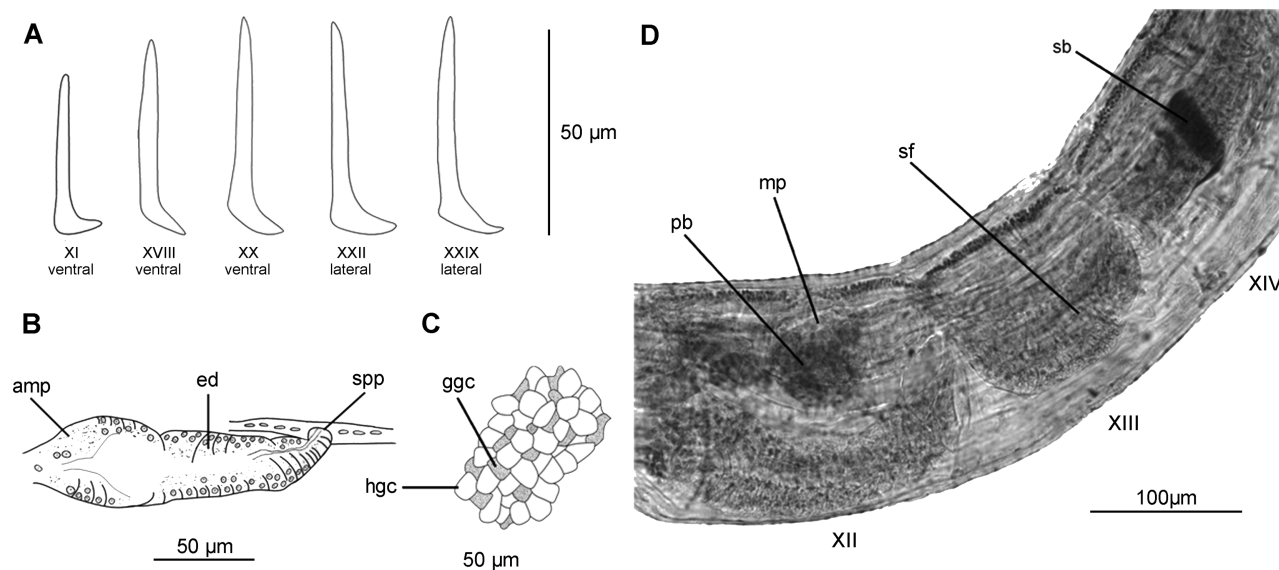 A
XI
ventral
XVIII
ventral
XX
ventral
XXII
lateral
XXIX
lateral
50 µm
B
amp
ed
spp
50 µm
C
ggc
hgc
50 µm
D
sb
sf
mp
pb
XIV
XIII
XII
100µm